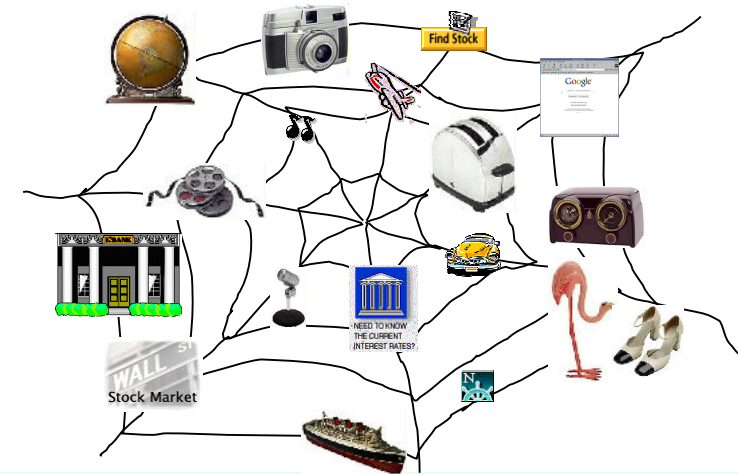 Find Stock
Google
BANK
NEED TO KNOW
THE CURRENT
INTEREST RATES?
WALL ST
Stock Market
N